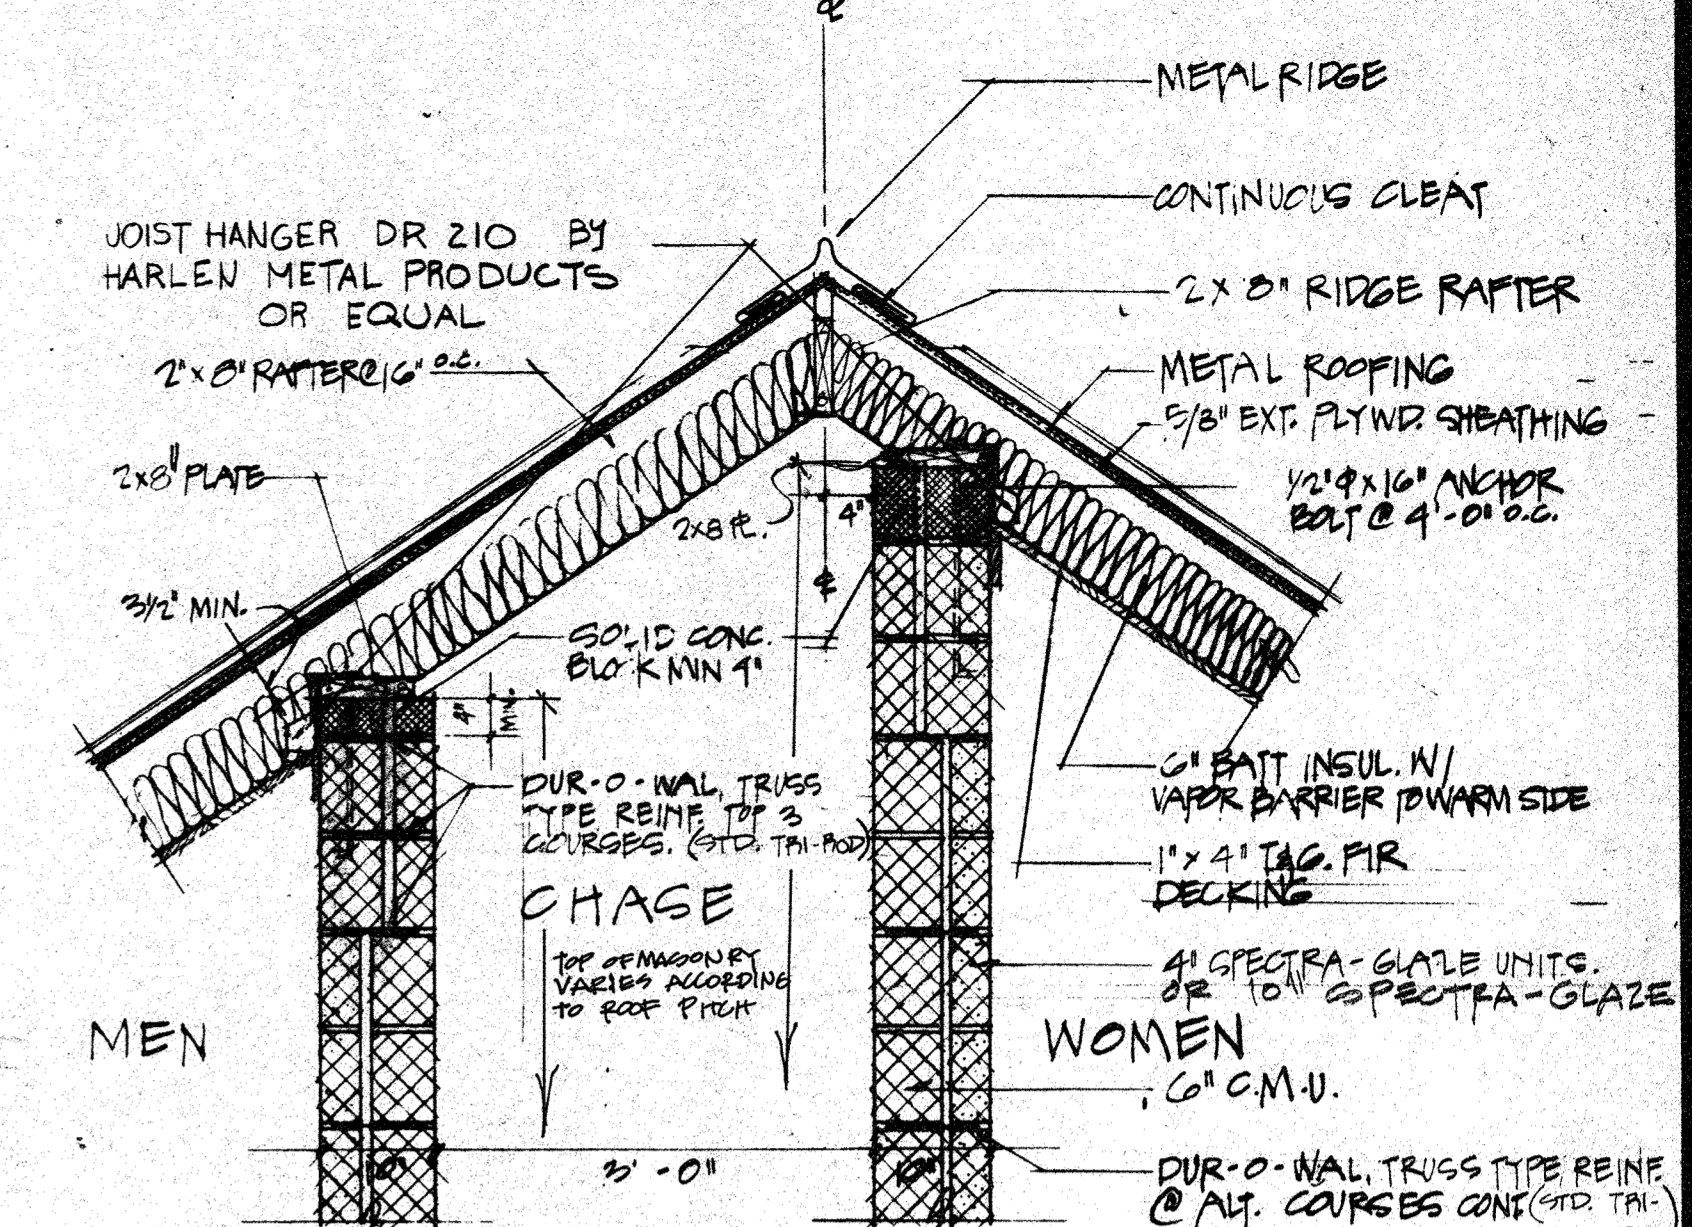 ℄
METAL RIDGE
CONTINUOUS CLEAT
JOIST HANGER DR 210 BY
HARLEN METAL PRODUCTS
OR EQUAL
2" x 8" RAFTER @ 16" O.C.
2 x 8" RIDGE RAFTER
METAL ROOFING
5/8" EXT. PLYWD. SHEATHING
2x8" PLATE
1/2" Φ x 16" ANCHOR
BOLT @ 4'-0" O.C.
2x8 PL.
4"
℄
3 1/2" MIN.
SOLID CONC.
BLOCK MIN 4"
4" MIN.
DUR-O-WAL, TRUSS
TYPE REINF. TOP 3
COURSES. (STD. TRI-ROD)
6" BATT INSUL. W/
VAPOR BARRIER TO WARM SIDE
1" x 4" T&G. FIR
DECKING
CHASE
TOP OF MASONRY
VARIES ACCORDING
TO ROOF PITCH
4" SPECTRA-GLAZE UNITS.
OR 10" SPECTRA-GLAZE
MEN
WOMEN
6" C.M.U.
10"
3'-0"
10"
DUR-O-WAL, TRUSS TYPE, REINF.
@ ALT. COURSES CONT. (STD. TRI-)